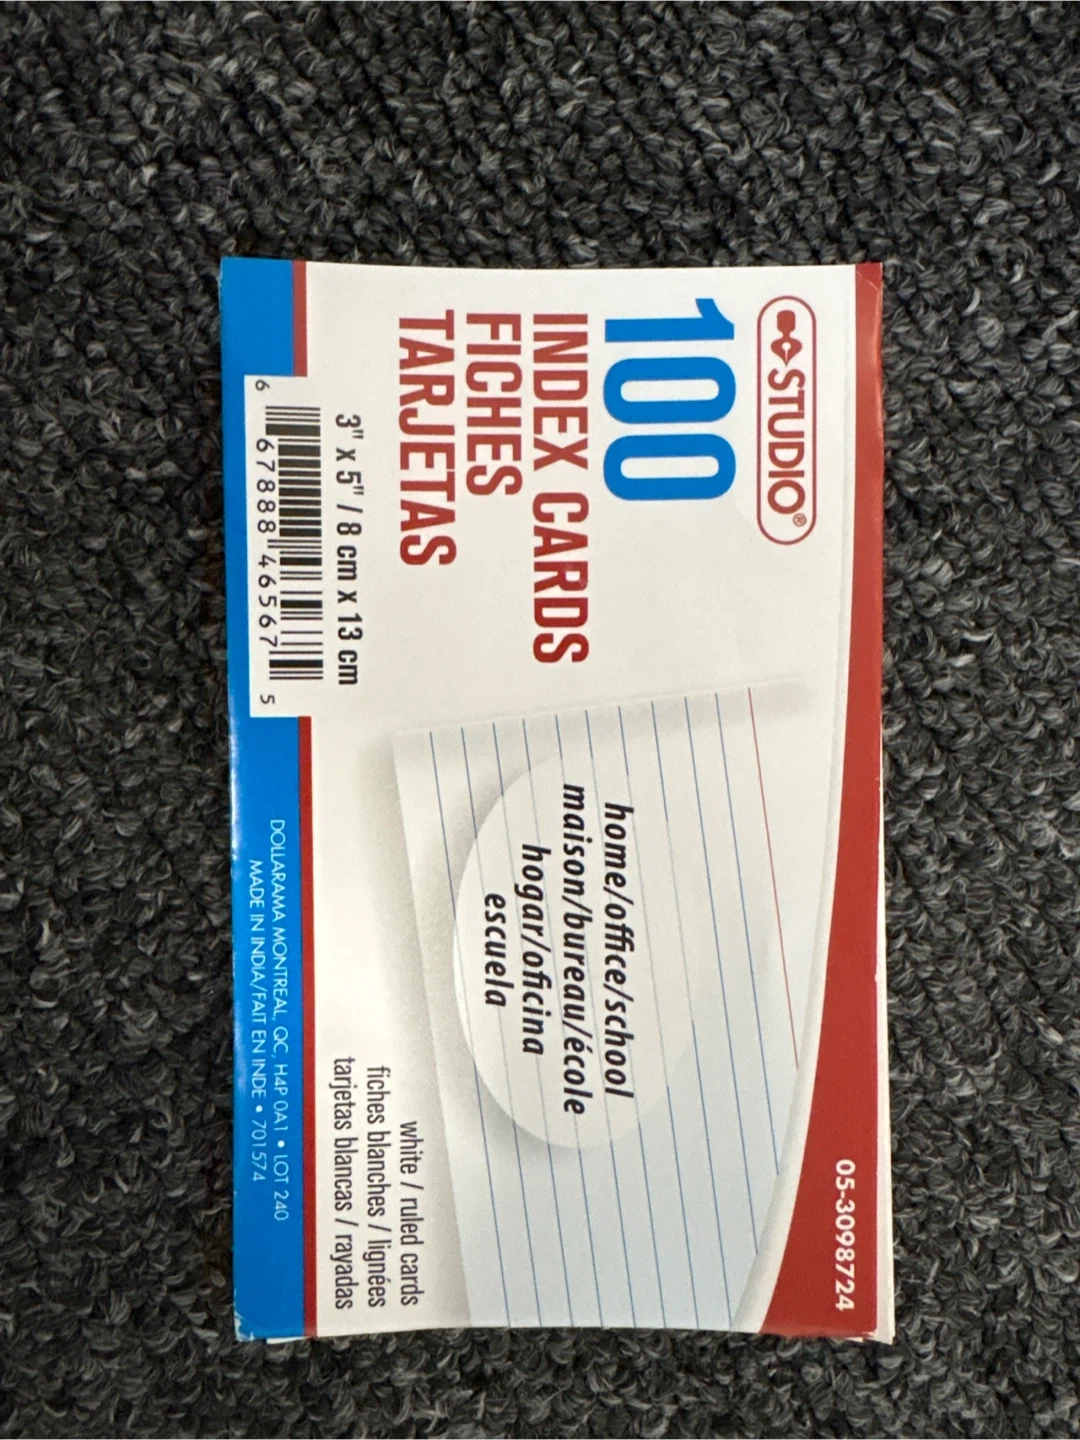 STUDIO®
05-3098724
100
INDEX CARDS
FICHES
TARJETAS
3" x 5" / 8 cm x 13 cm
home/office/school
maison/bureau/école
hogar/oficina
escuela
white / ruled cards
fiches blanches / lignées
tarjetas blancas / rayadas
6 67888 46567 5
DOLLARAMA MONTREAL, QC, H4P 0A1 • LOT 240
MADE IN INDIA/FAIT EN INDE • 701574